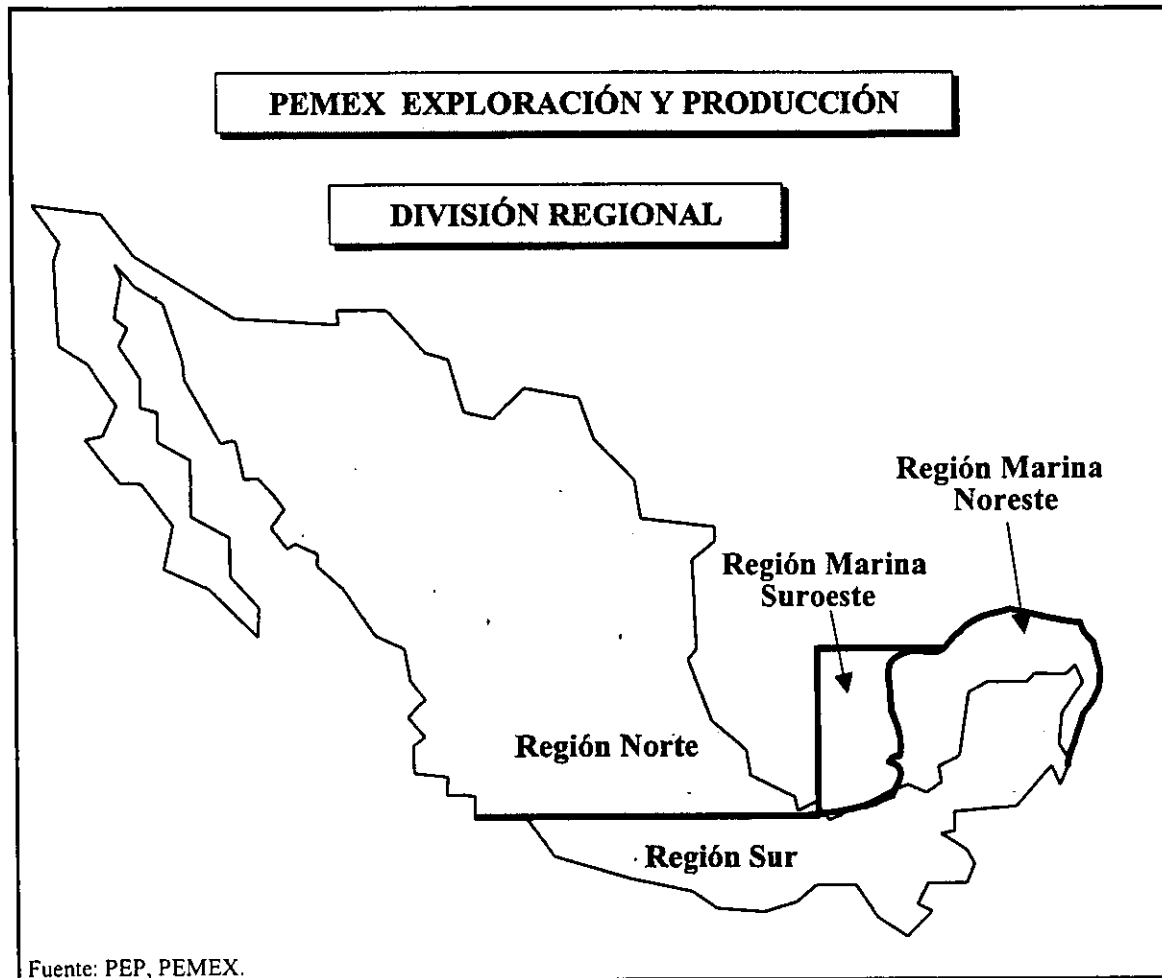 PEMEX EXPLORACIÓN Y PRODUCCIÓN
DIVISIÓN REGIONAL
Región Marina
Noreste
Región Marina
Suroeste
Región Norte
Región Sur
Fuente: PEP, PEMEX.